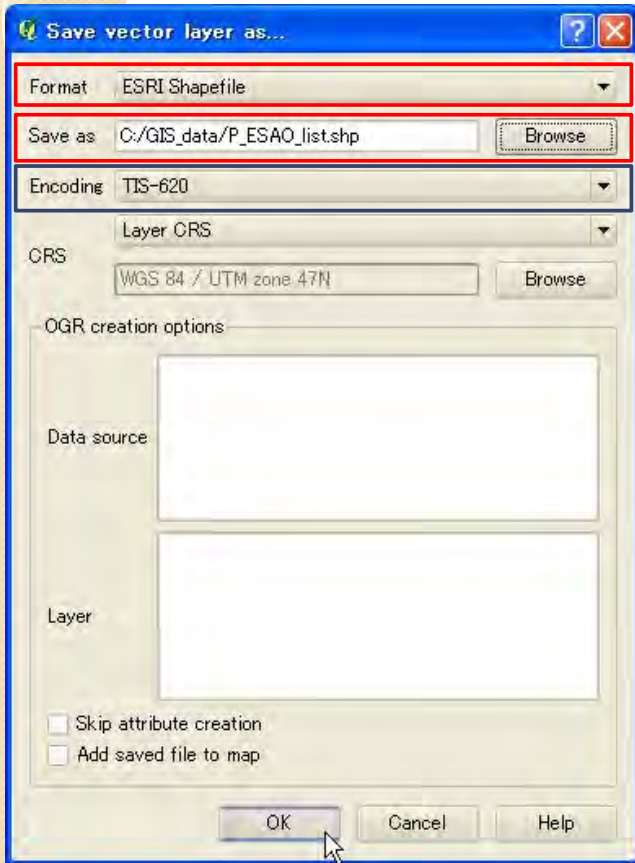 Save vector layer as...
Format ESRI Shapefile
Save as C:/GIS_data/P_ESAO_list.shp Browse
Encoding TIS-620
Layer CRS
CRS
WGS 84 / UTM zone 47N Browse
OGR creation options
Data source
Layer
Skip attribute creation
Add saved file to map
OK Cancel Help